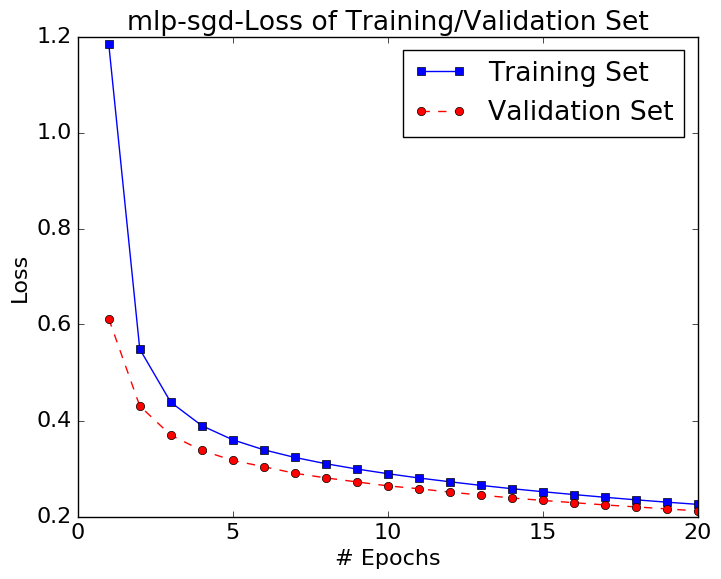 mlp-sgd-Loss of Training/Validation Set
1.2
1.0
0.8
0.6
0.4
0.2
Loss
Training Set
Validation Set
0 5 10 15 20
# Epochs